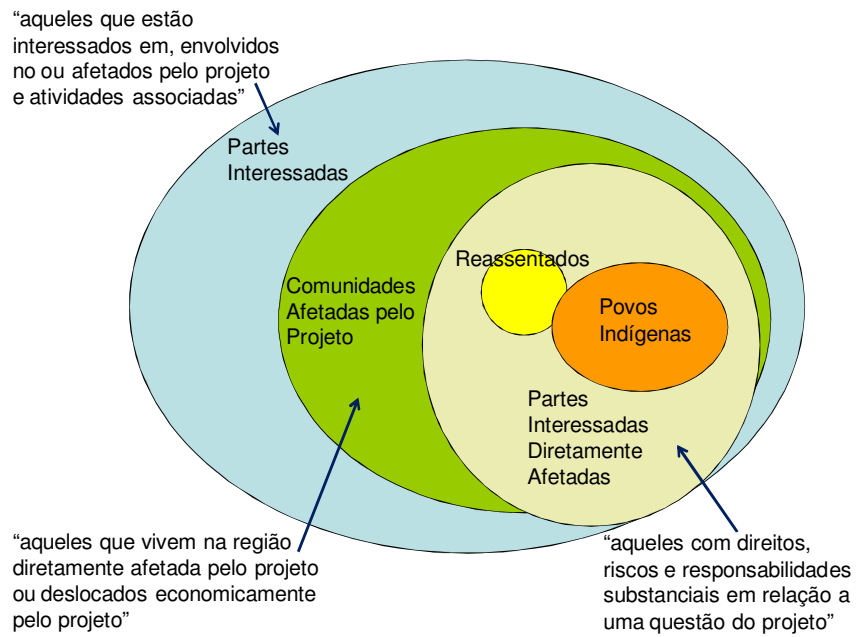 “aqueles que estão
interessados em, envolvidos
no ou afetados pelo projeto
e atividades associadas”
Partes
Interessadas
Reassentados
Comunidades
Afetadas pelo
Projeto
Povos
Indígenas
Partes
Interessadas
Diretamente
Afetadas
“aqueles que vivem na região
diretamente afetada pelo projeto
ou deslocados economicamente
pelo projeto”
“aqueles com direitos,
riscos e responsabilidades
substanciais em relação a
uma questão do projeto”